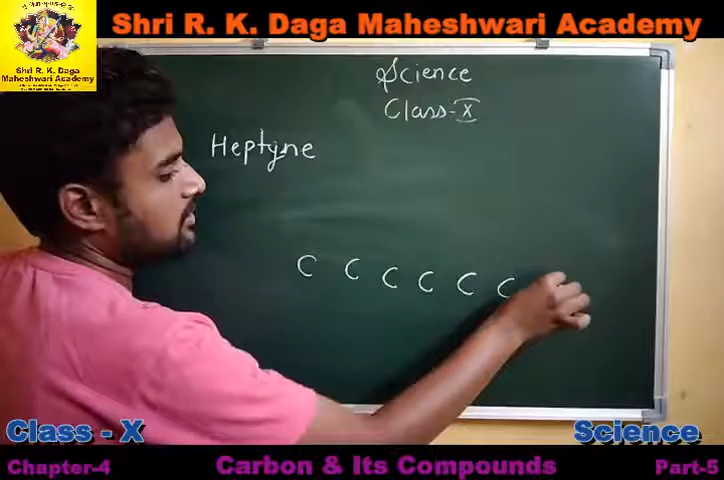 Shri R. K. Daga Maheshwari Academy
Shri R. K. Daga
Maheshwari Academy
Science
Class-X
Heptyne
C C C C C C
Class - X
Science
Chapter-4
Carbon & Its Compounds
Part-5